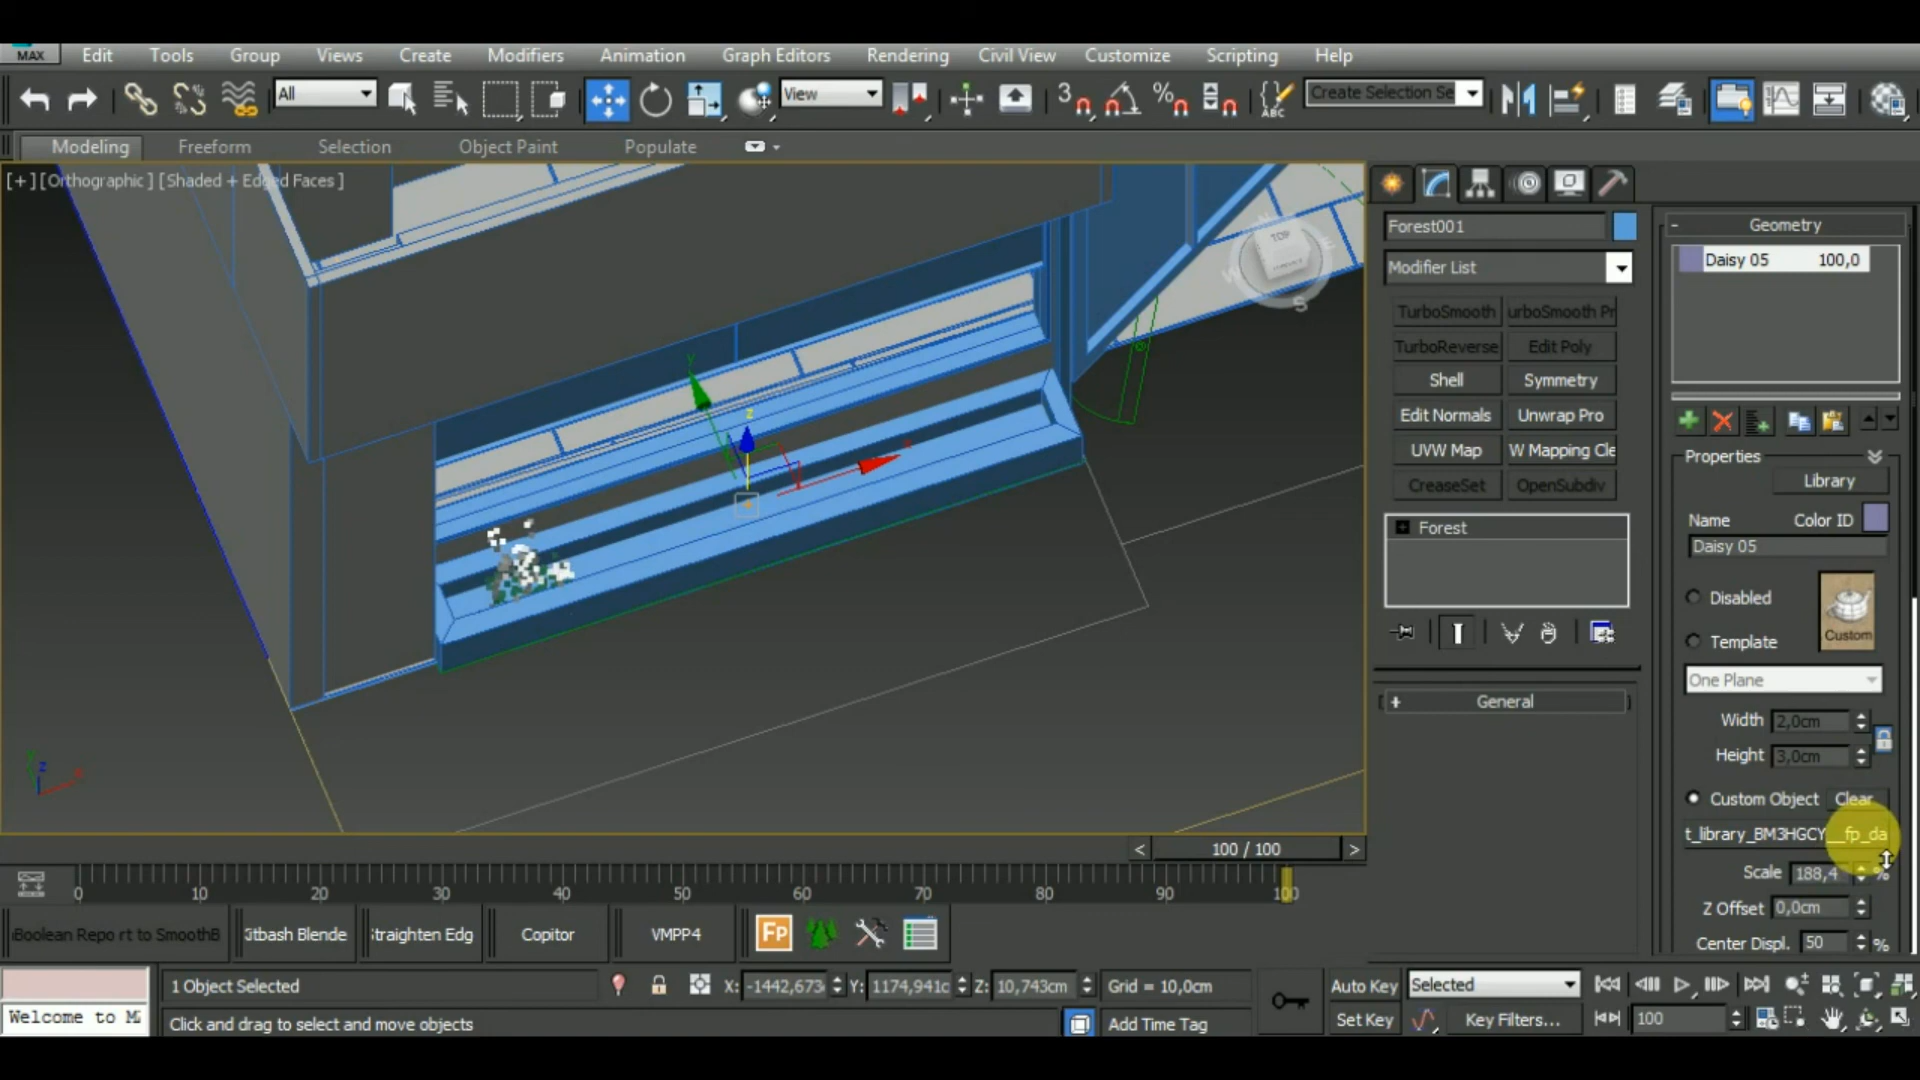 MAX Edit Tools Group Views Create Modifiers Animation Graph Editors Rendering Civil View Customize Scripting Help
All View Create Selection Se
Modeling Freeform Selection Object Paint Populate
[+] [Orthographic] [Shaded + Edged Faces]
TOP
S
x
y
z
Forest001
Modifier List
TurboSmooth urboSmooth Pr
TurboReverse Edit Poly
Shell Symmetry
Edit Normals Unwrap Pro
UVW Map W Mapping Cle
CreaseSet OpenSubdiv
+ Forest
+ General
- Geometry
Daisy 05 100,0
Properties
Library
Name Color ID
Daisy 05
Disabled
Template
Custom
One Plane
Width 2,0cm
Height 3,0cm
Custom Object Clear
t_library_BM3HGCY__fp_da
Scale 188,4 %
Z Offset 0,0cm
Center Displ. 50 %
< 100 / 100 >
0 10 20 30 40 50 60 70 80 90 100
Boolean Repo rt to SmoothB Jtbash Blende traighten Edg Copitor VMPP4 Fp
1 Object Selected X: -1442,673 Y: 1174,941c Z: 10,743cm Grid = 10,0cm Auto Key Selected
Welcome to M Click and drag to select and move objects Add Time Tag Set Key Key Filters... 100